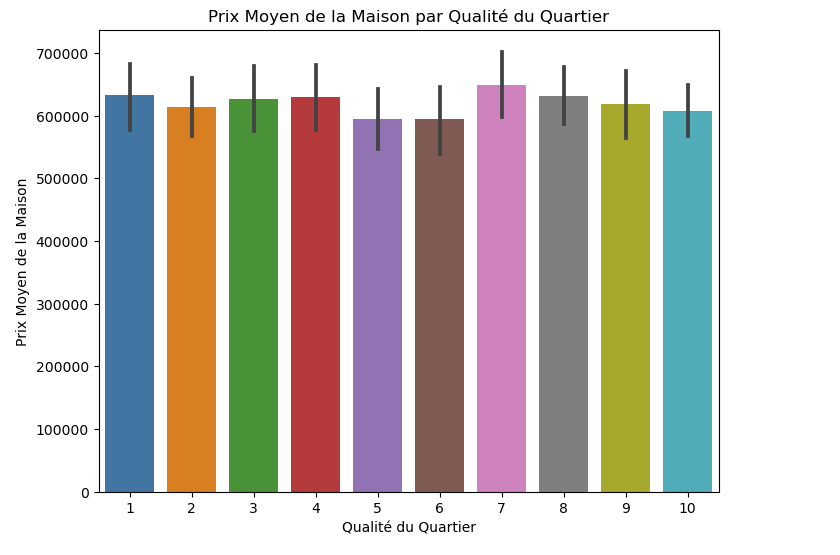 Prix Moyen de la Maison par Qualité du Quartier
Prix Moyen de la Maison
700000
600000
500000
400000
300000
200000
100000
0
1 2 3 4 5 6 7 8 9 10
Qualité du Quartier